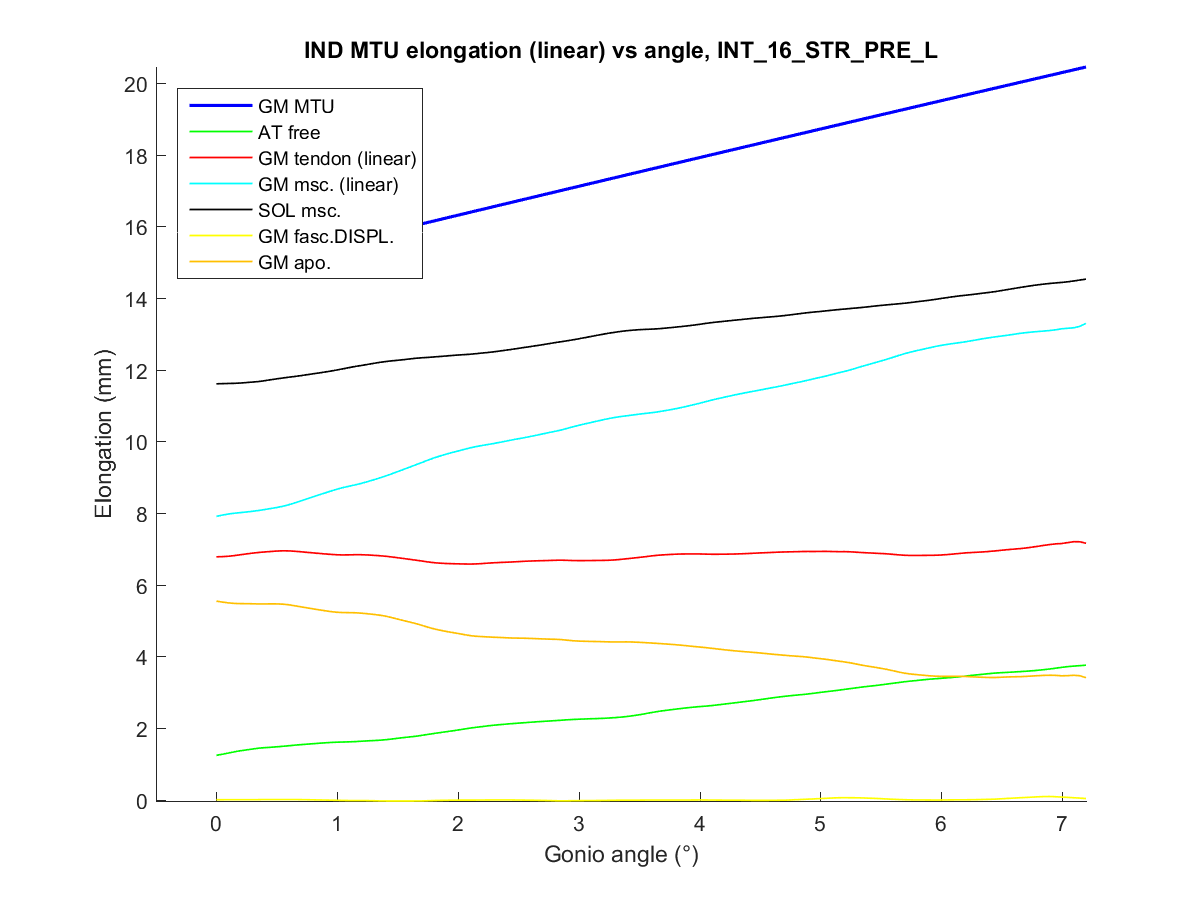 IND MTU elongation (linear) vs angle, INT_16_STR_PRE_L
GM MTU
AT free
GM tendon (linear)
GM msc. (linear)
SOL msc.
GM fasc.DISPL.
GM apo.
Elongation (mm)
20
18
16
14
12
10
8
6
4
2
0
0 1 2 3 4 5 6 7
Gonio angle (°)